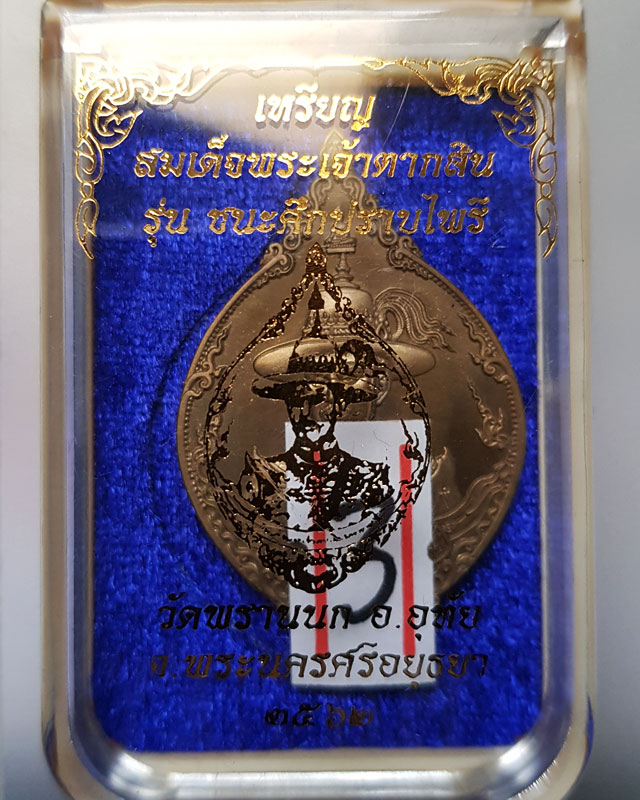 เหรียญ
สมเด็จพระเจ้าตากสิน
รุ่น ชนะศึกปราบไพรี
5
วัดพรานนก อ.อุทัย
จ.พระนครศรีอยุธยา
๒๕๖๒